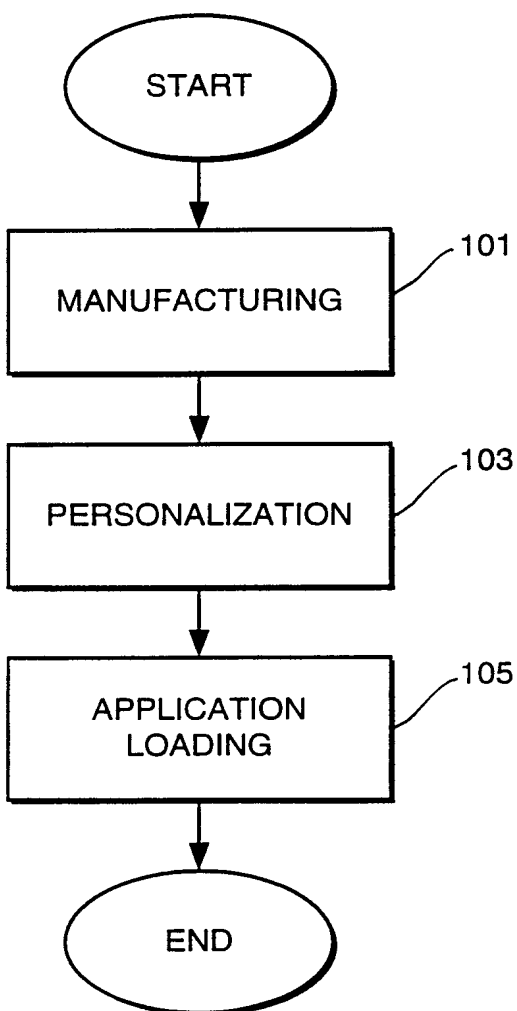 START
101
MANUFACTURING
103
PERSONALIZATION
105
APPLICATION
LOADING
END